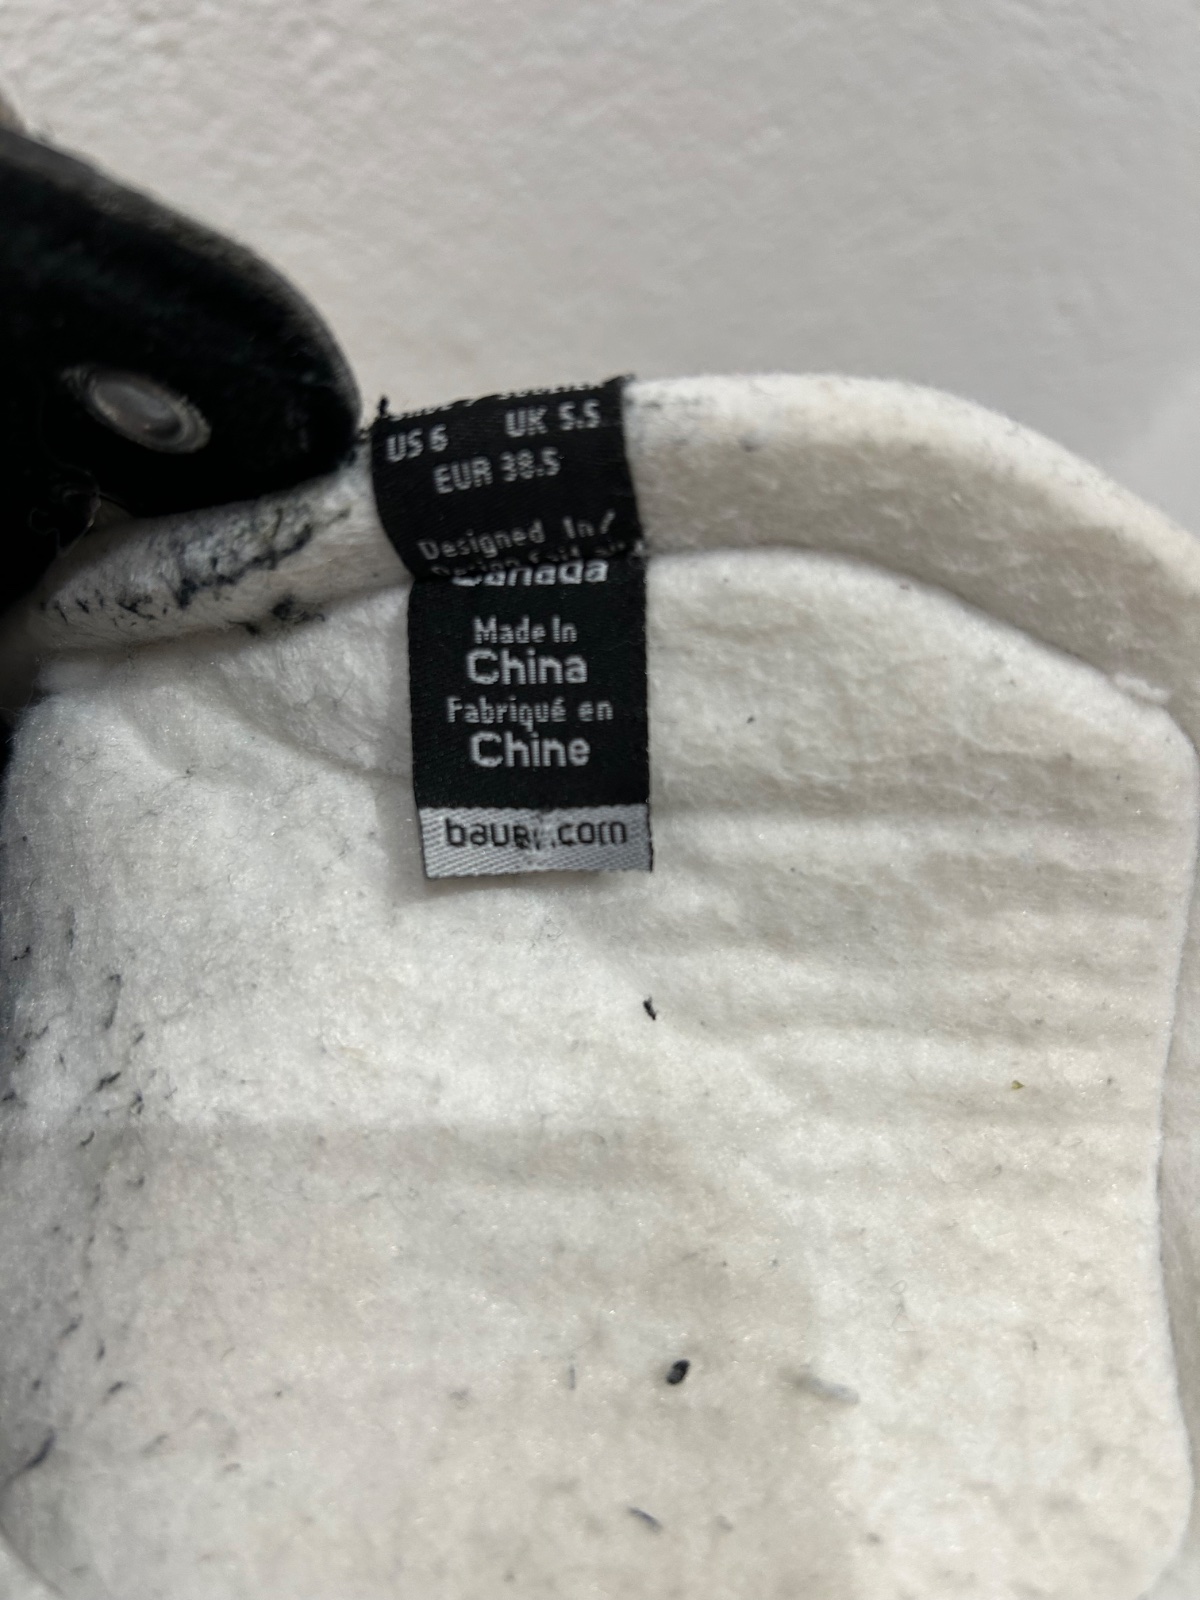 US 6 UK 5.5
EUR 38.5
Designed In/
Canada
Made In
China
Fabriqué en
Chine
bauer.com